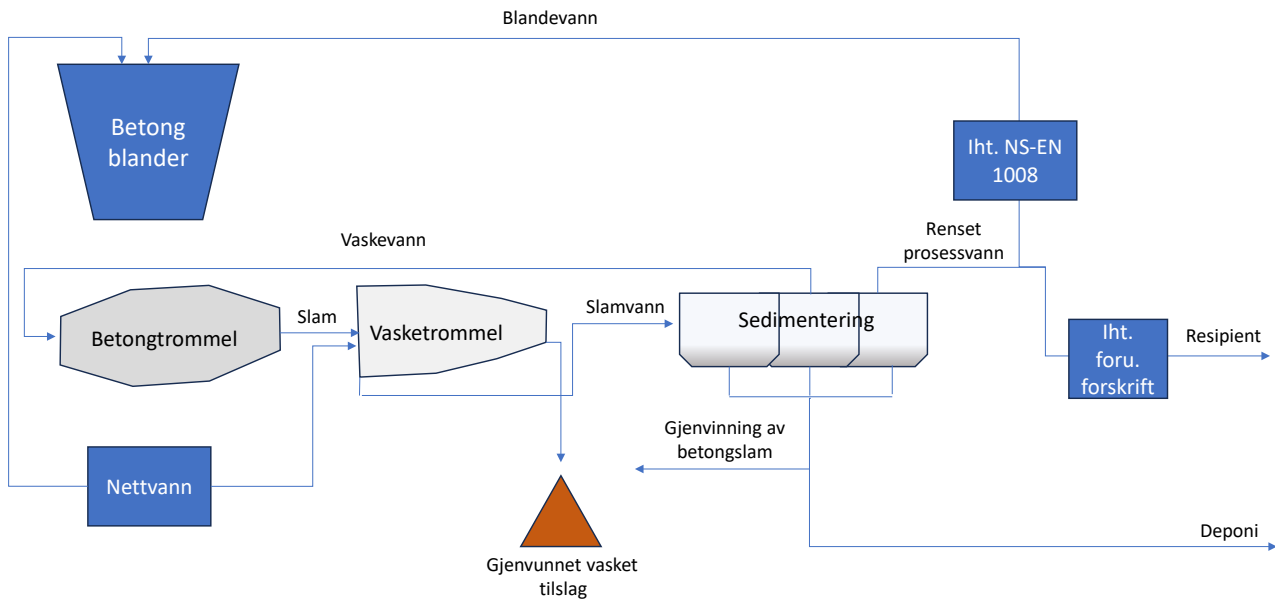 Blandevann
Betong
blander
Iht. NS-EN
1008
Vaskevann
Renset
prosessvann
Betongtrommel
Slam
Vasketrommel
Slamvann
Sedimentering
Iht.
foru.
forskrift
Resipient
Gjenvinning av
betongslam
Nettvann
Deponi
Gjenvunnet vasket
tilslag